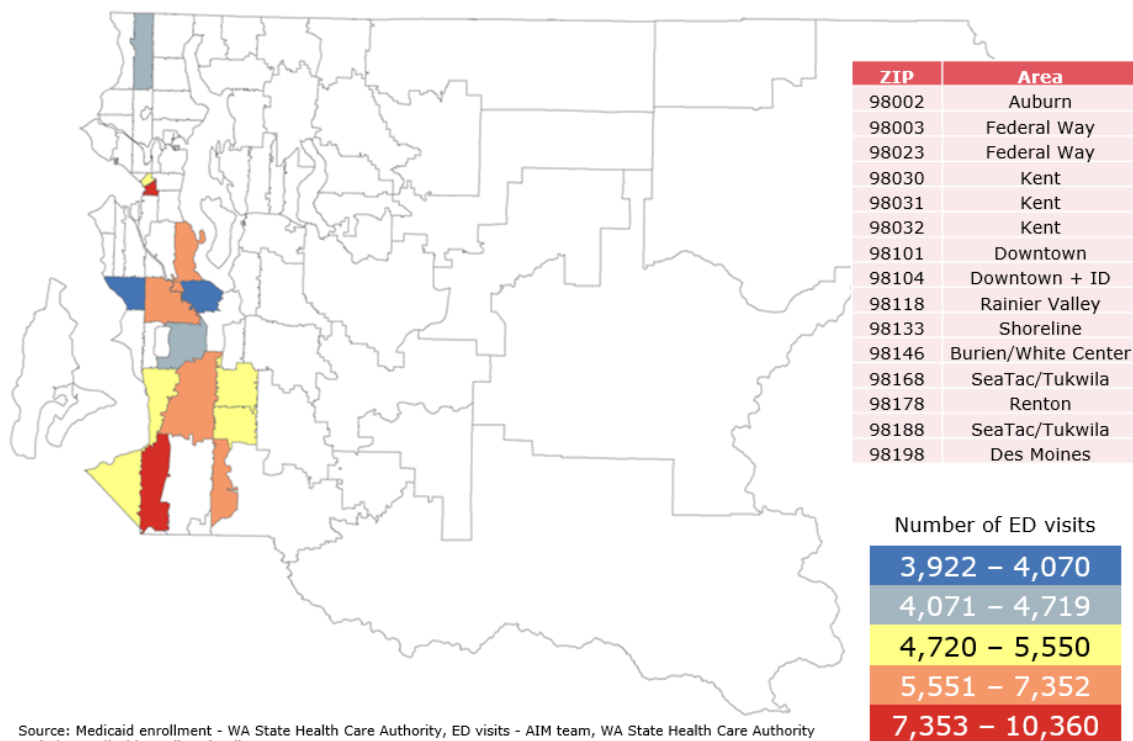 ZIP Area
98002 Auburn
98003 Federal Way
98023 Federal Way
98030 Kent
98031 Kent
98032 Kent
98101 Downtown
98104 Downtown + ID
98118 Rainier Valley
98133 Shoreline
98146 Burien/White Center
98168 SeaTac/Tukwila
98178 Renton
98188 SeaTac/Tukwila
98198 Des Moines
Number of ED visits
3,922 – 4,070
4,071 – 4,719
4,720 – 5,550
5,551 – 7,352
7,353 – 10,360
Source: Medicaid enrollment - WA State Health Care Authority, ED visits - AIM team, WA State Health Care Authority